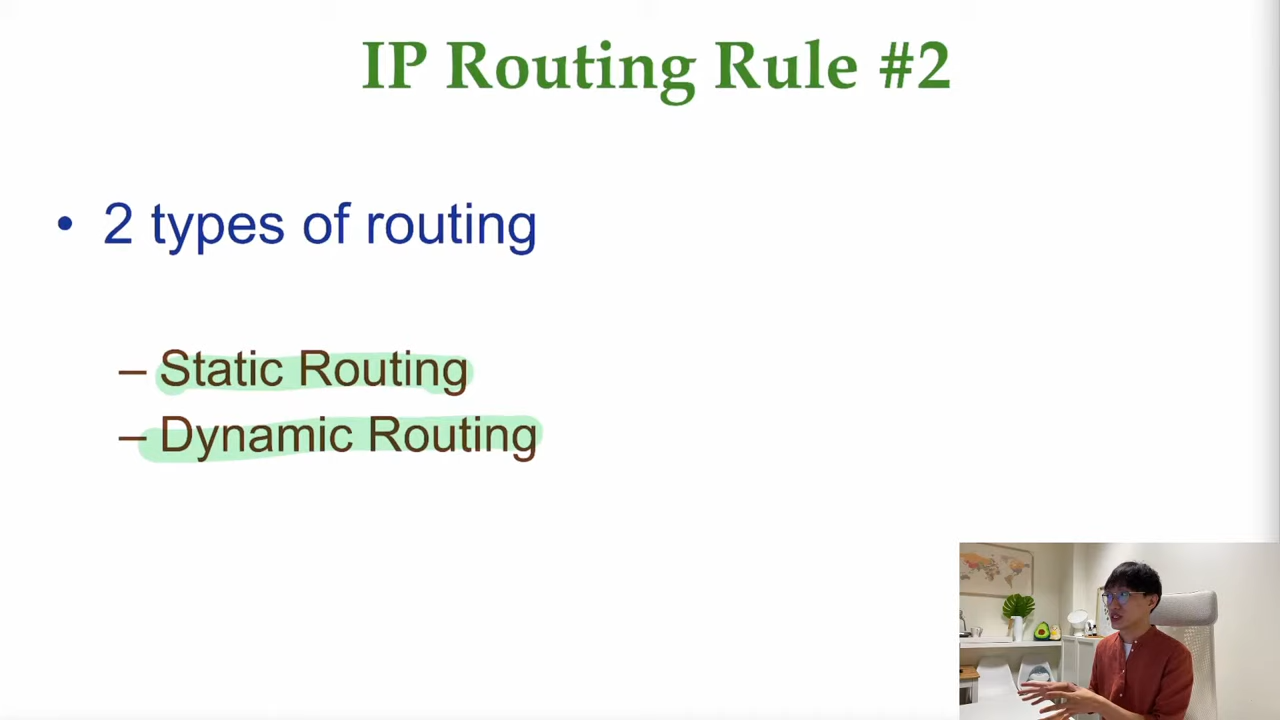 IP Routing Rule #2
• 2 types of routing
– Static Routing
– Dynamic Routing